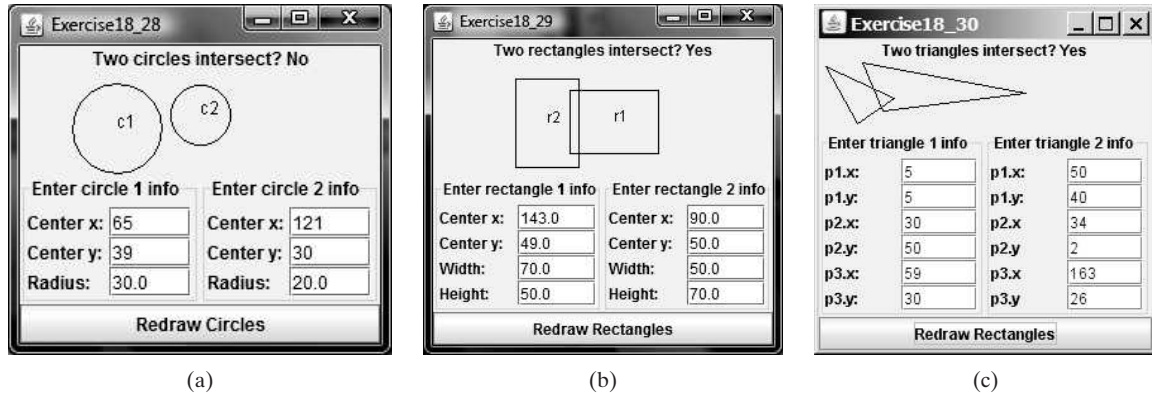 Exercise18_28
Two circles intersect? No
c1
c2
Enter circle 1 info
Enter circle 2 info
Center x: 65
Center x: 121
Center y: 39
Center y: 30
Radius: 30.0
Radius: 20.0
Redraw Circles
(a)
Exercise18_29
Two rectangles intersect? Yes
r2
r1
Enter rectangle 1 info
Enter rectangle 2 info
Center x: 143.0
Center x: 90.0
Center y: 49.0
Center y: 50.0
Width: 70.0
Width: 50.0
Height: 50.0
Height: 70.0
Redraw Rectangles
(b)
Exercise18_30
Two triangles intersect? Yes
Enter triangle 1 info
Enter triangle 2 info
p1.x: 5
p1.x: 50
p1.y: 5
p1.y: 40
p2.x: 30
p2.x 34
p2.y: 50
p2.y 2
p3.x: 59
p3.x 163
p3.y: 30
p3.y 26
Redraw Rectangles
(c)